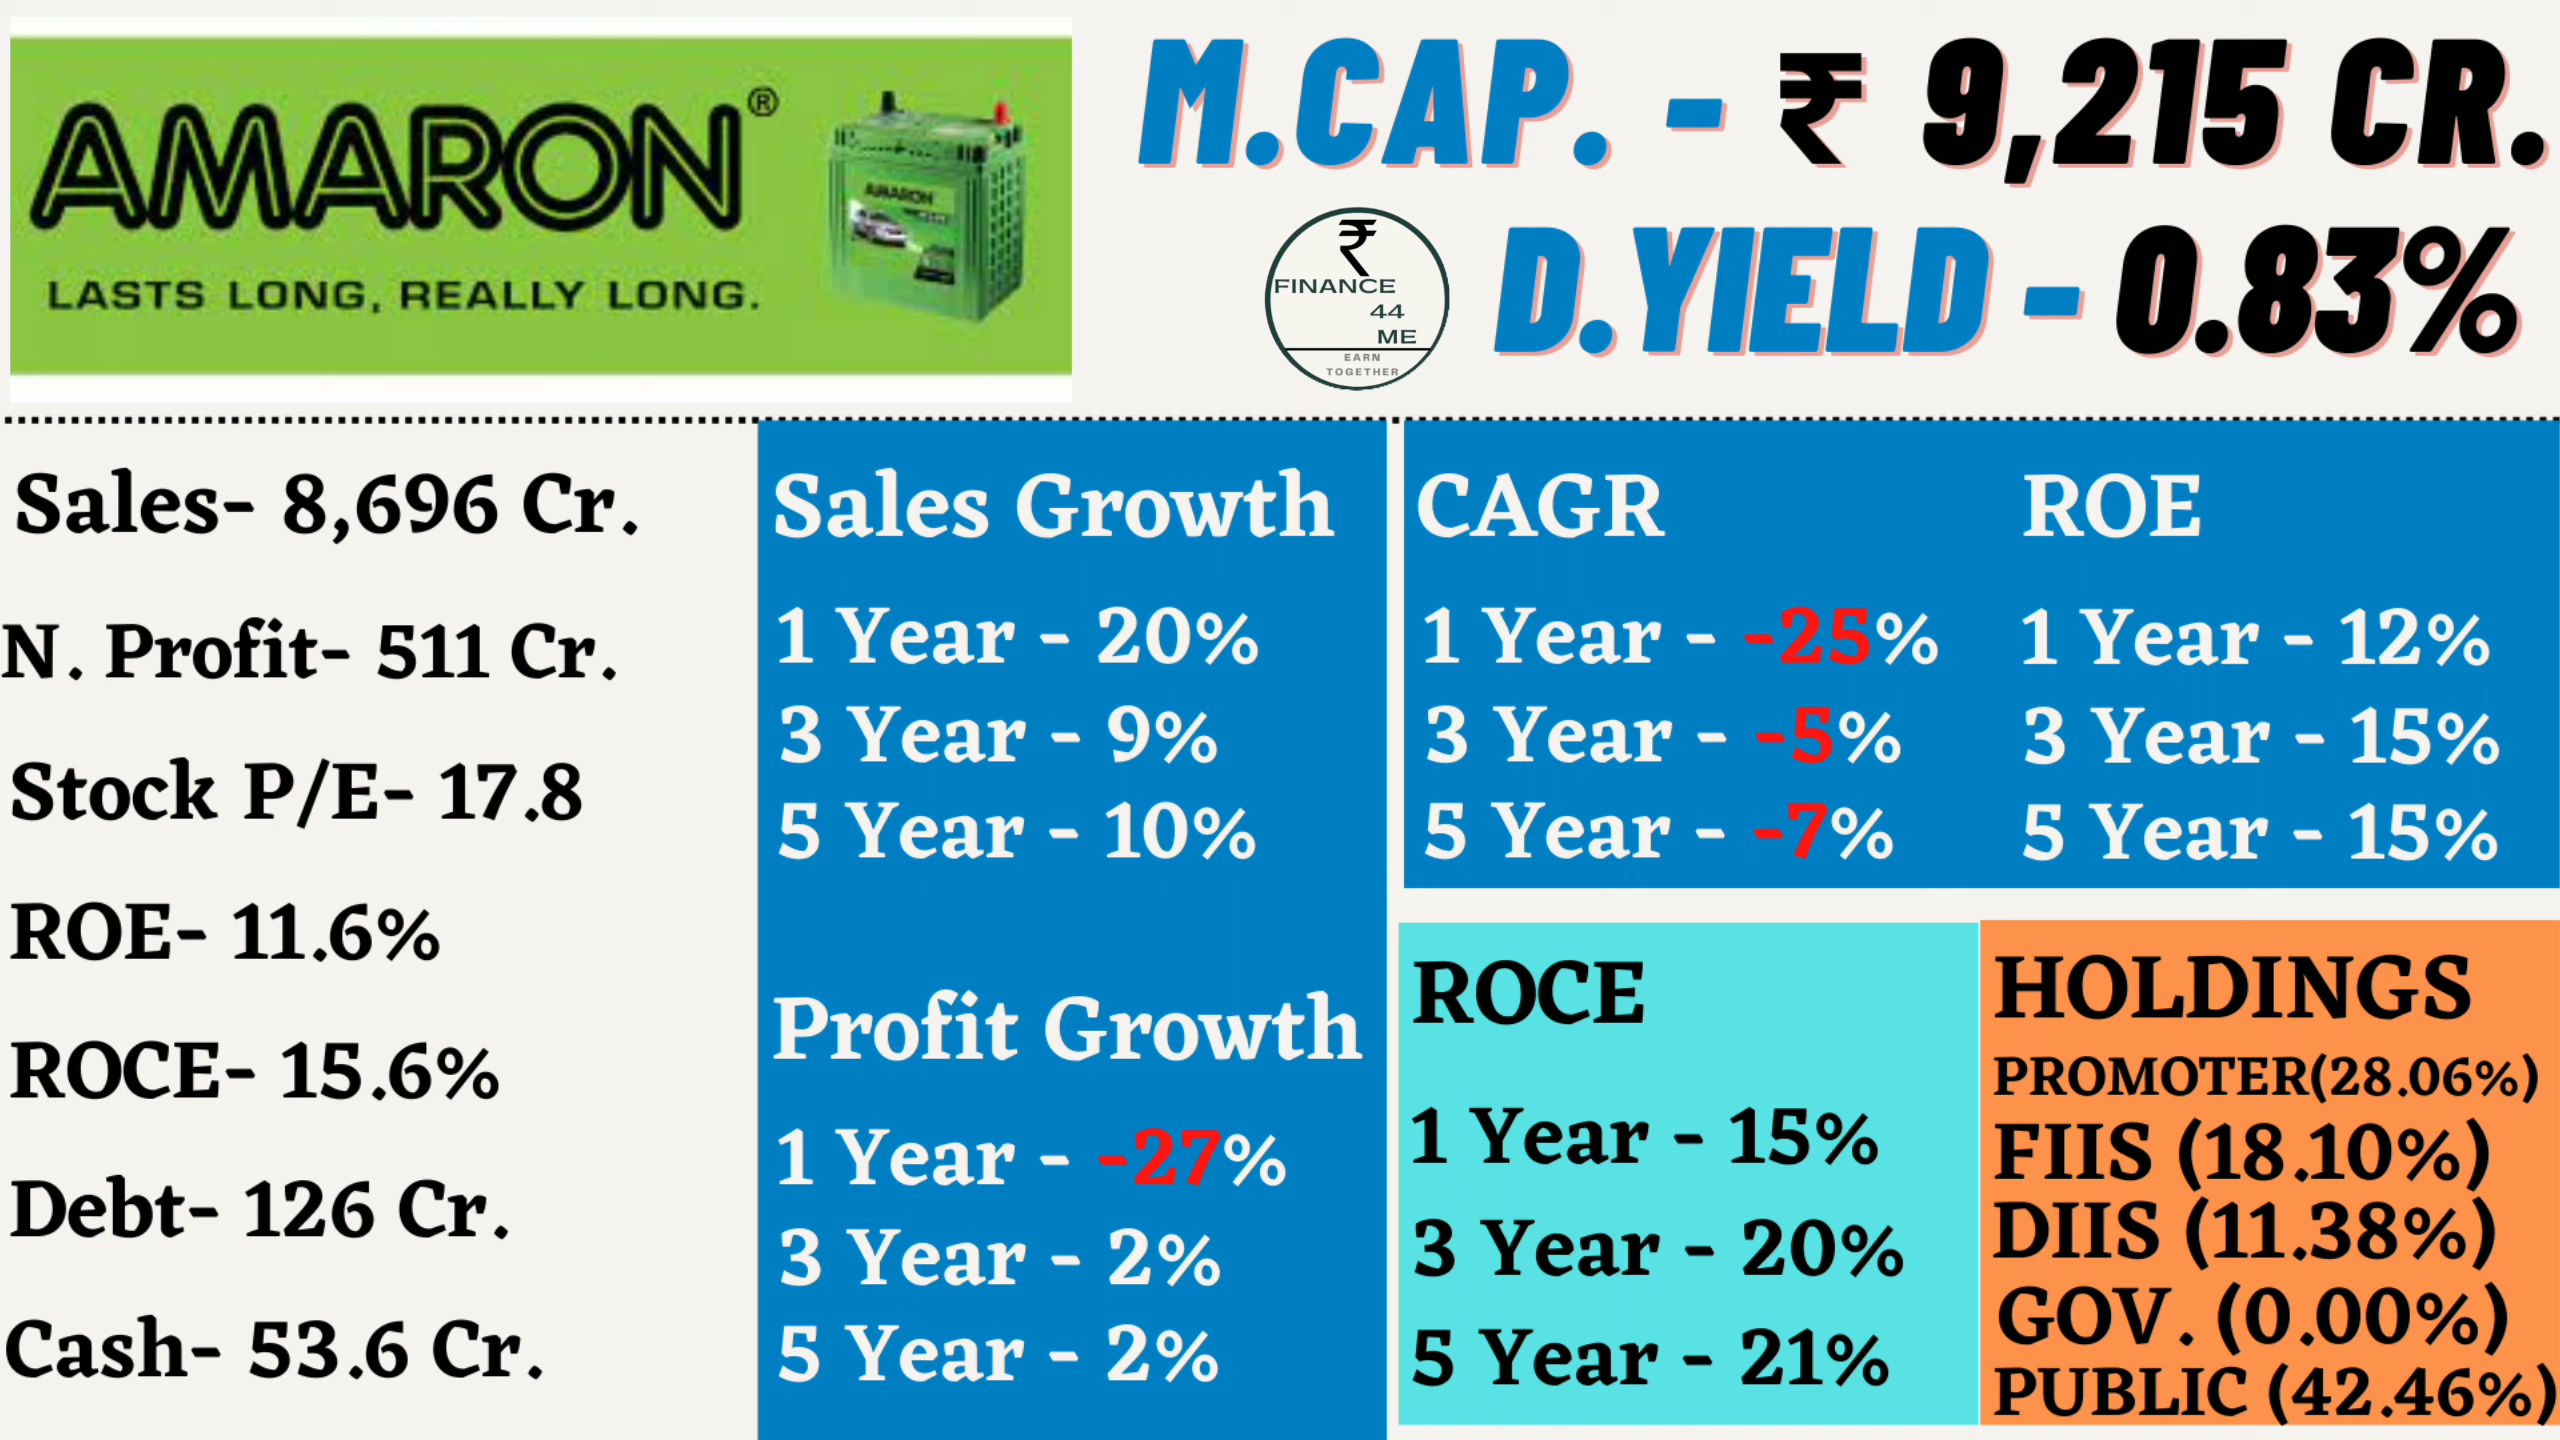 AMARON®
LASTS LONG, REALLY LONG.
AMARON
M.CAP. - ₹ 9,215 CR.
₹
FINANCE
44
ME
EARN
TOGETHER
D.YIELD - 0.83%
Sales- 8,696 Cr.
N. Profit- 511 Cr.
Stock P/E- 17.8
ROE- 11.6%
ROCE- 15.6%
Debt- 126 Cr.
Cash- 53.6 Cr.
Sales Growth
1 Year - 20%
3 Year - 9%
5 Year - 10%
Profit Growth
1 Year - -27%
3 Year - 2%
5 Year - 2%
CAGR
1 Year - -25%
3 Year - -5%
5 Year - -7%
ROE
1 Year - 12%
3 Year - 15%
5 Year - 15%
ROCE
1 Year - 15%
3 Year - 20%
5 Year - 21%
HOLDINGS
PROMOTER(28.06%)
FIIS (18.10%)
DIIS (11.38%)
GOV. (0.00%)
PUBLIC (42.46%)